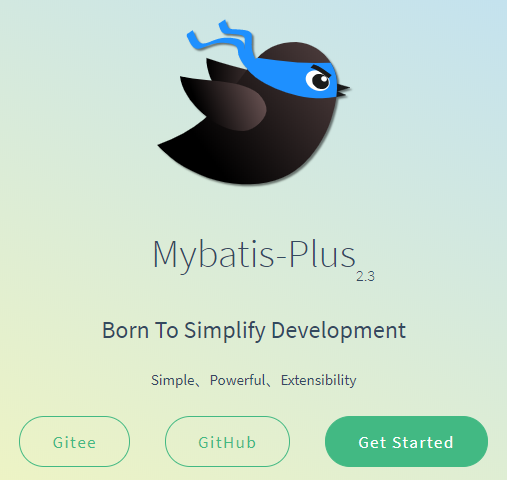 Mybatis-Plus 2.3
Born To Simplify Development
Simple、Powerful、Extensibility
Gitee GitHub Get Started